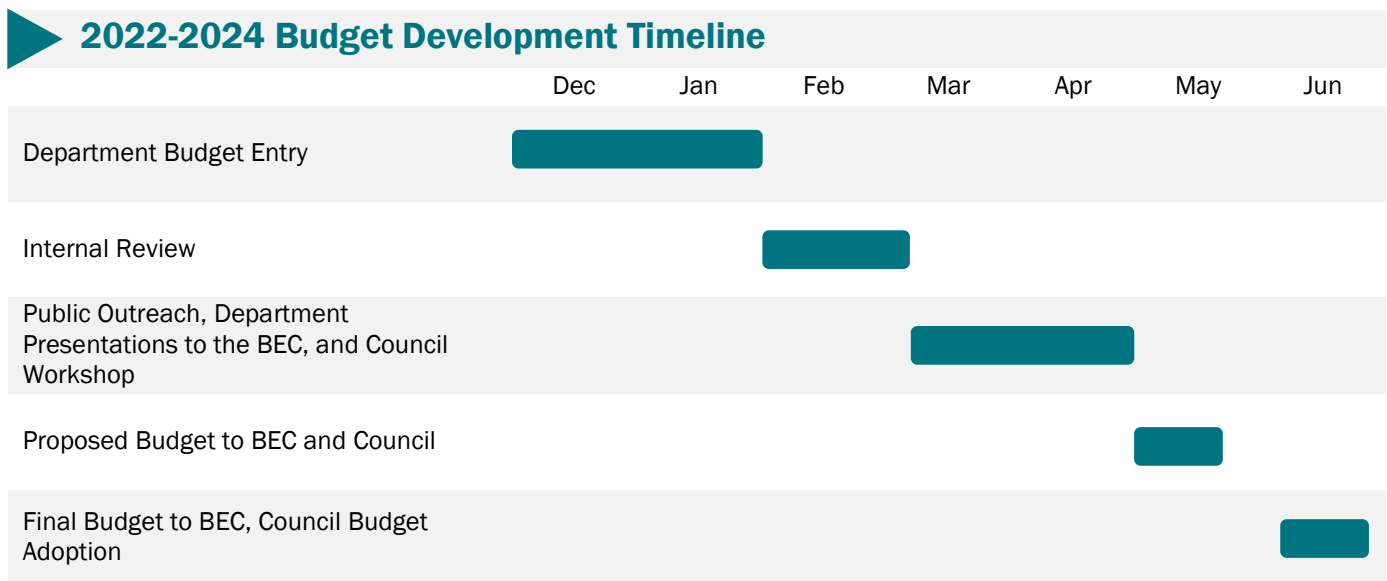 2022-2024 Budget Development Timeline
Dec Jan Feb Mar Apr May Jun
Department Budget Entry
Internal Review
Public Outreach, Department
Presentations to the BEC, and Council
Workshop
Proposed Budget to BEC and Council
Final Budget to BEC, Council Budget
Adoption